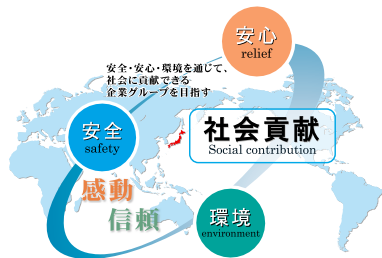 安心
relief
安全・安心・環境を通じて、
社会に貢献できる
企業グループを目指す
安全
safety
社会貢献
Social contribution
感動
信頼
環境
environment